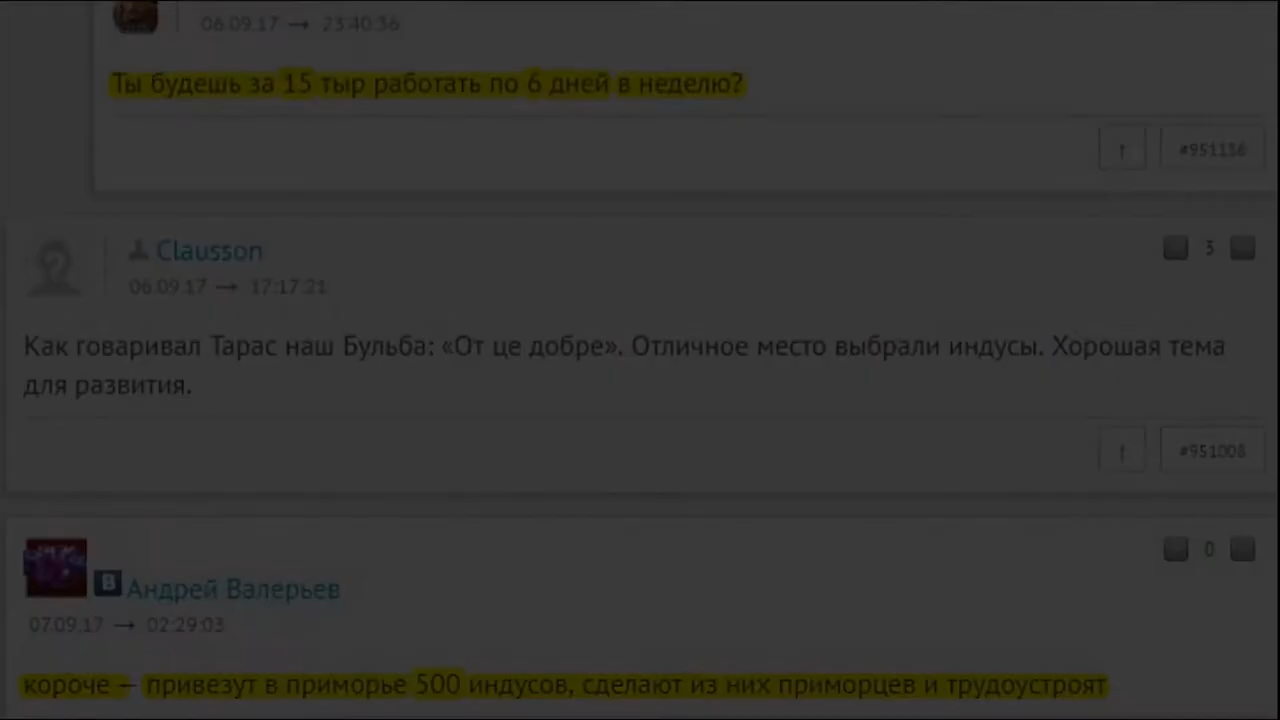 06.09.17 → 23:40:36
Ты будешь за 15 тыр работать по 6 дней в неделю?
↑ #951136
Clausson
3
06.09.17 → 17:17:21
Как говаривал Тарас наш Бульба: «От це добре». Отличное место выбрали индусы. Хорошая тема
для развития.
↑ #951008
0
В Андрей Валерьев
07.09.17 → 02:29:03
короче – привезут в приморье 500 индусов, сделают из них приморцев и трудоустроят